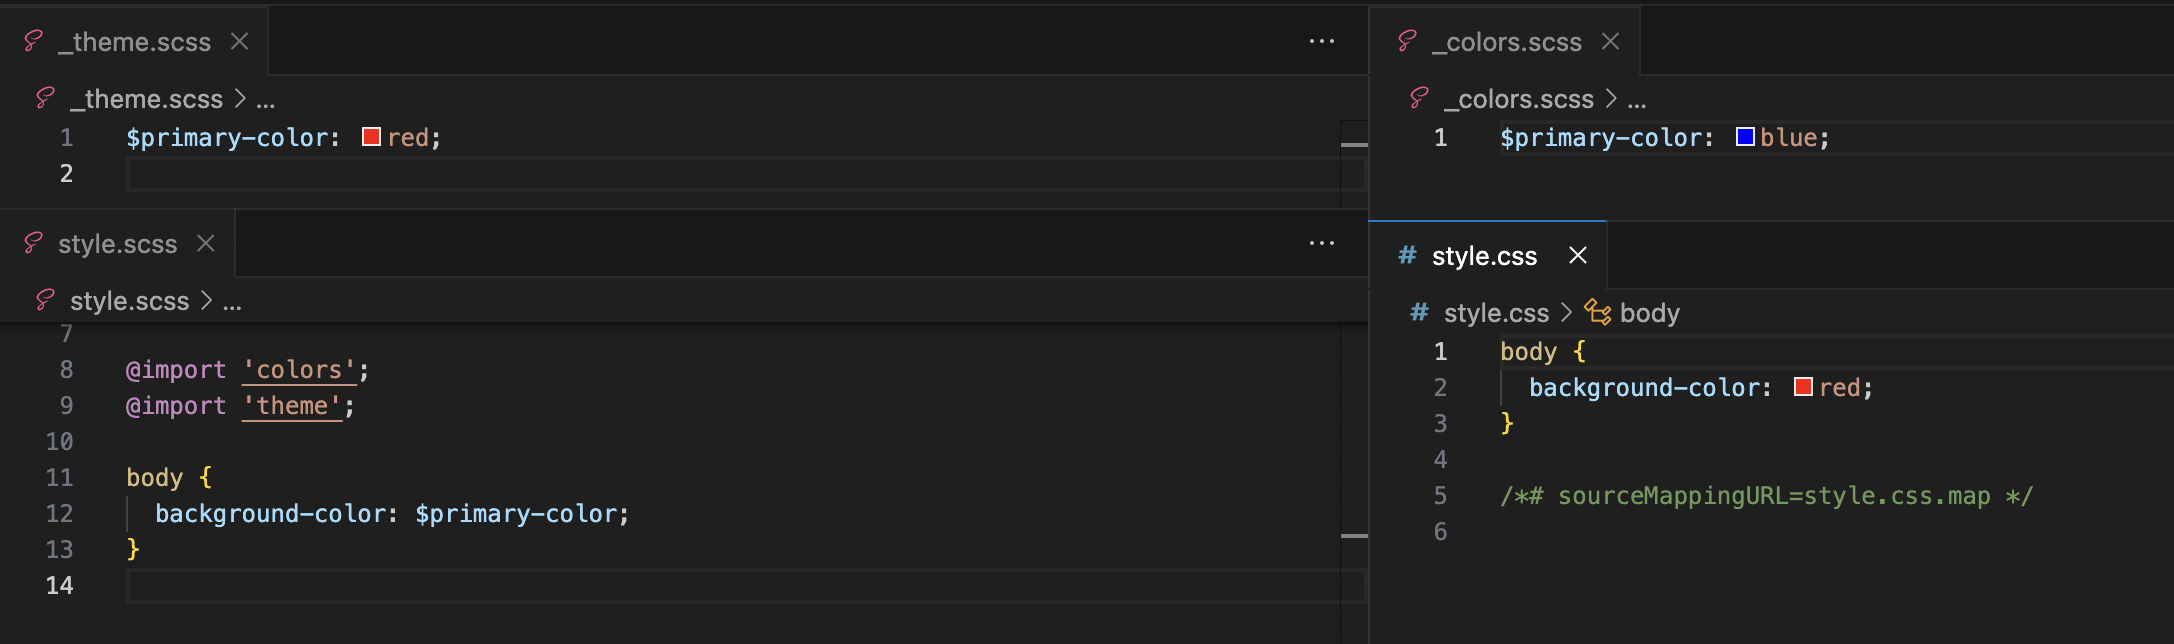 _theme.scss
_theme.scss > ...
1 $primary-color: red;
2
_colors.scss
_colors.scss > ...
1 $primary-color: blue;
style.scss
style.scss > ...
7
8 @import 'colors';
9 @import 'theme';
10
11 body {
12 background-color: $primary-color;
13 }
14
# style.css
# style.css > body
1 body {
2 background-color: red;
3 }
4
5 /*# sourceMappingURL=style.css.map */
6